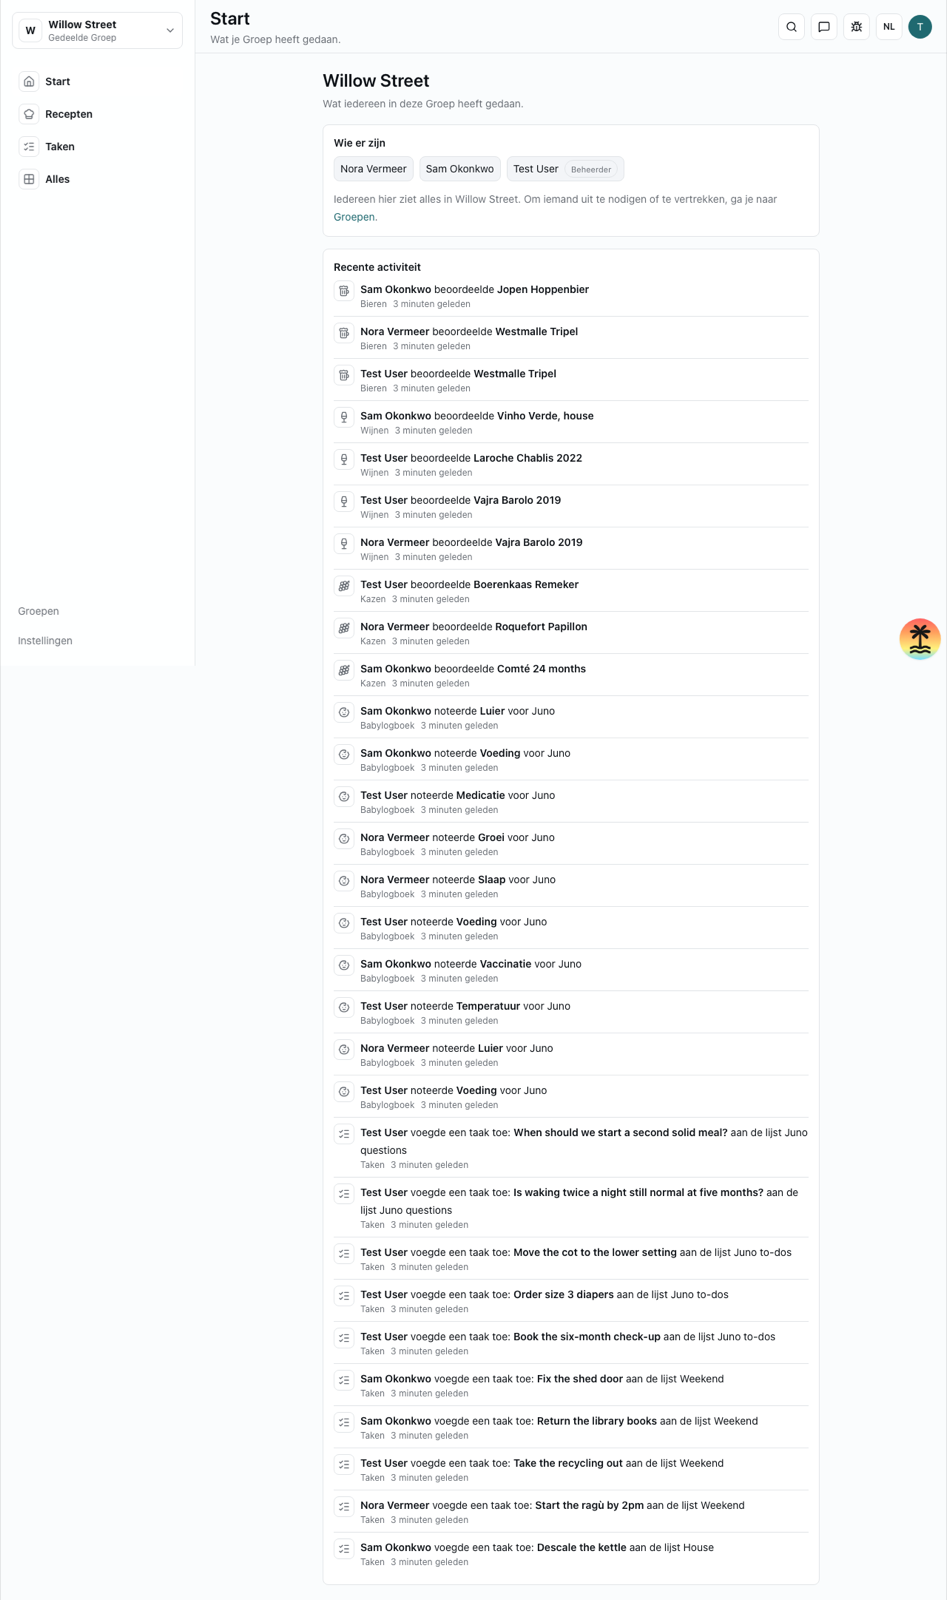 W
Willow Street
Gedeelde Groep
Start
Recepten
Taken
Alles
Groepen
Instellingen
Start
Wat je Groep heeft gedaan.
NL
T
Willow Street
Wat iedereen in deze Groep heeft gedaan.
Wie er zijn
Nora Vermeer
Sam Okonkwo
Test User Beheerder
Iedereen hier ziet alles in Willow Street. Om iemand uit te nodigen of te vertrekken, ga je naar
Groepen.
Recente activiteit
Sam Okonkwo beoordeelde Jopen Hoppenbier
Bieren 3 minuten geleden
Nora Vermeer beoordeelde Westmalle Tripel
Bieren 3 minuten geleden
Test User beoordeelde Westmalle Tripel
Bieren 3 minuten geleden
Sam Okonkwo beoordeelde Vinho Verde, house
Wijnen 3 minuten geleden
Test User beoordeelde Laroche Chablis 2022
Wijnen 3 minuten geleden
Test User beoordeelde Vajra Barolo 2019
Wijnen 3 minuten geleden
Nora Vermeer beoordeelde Vajra Barolo 2019
Wijnen 3 minuten geleden
Test User beoordeelde Boerenkaas Remeker
Kazen 3 minuten geleden
Nora Vermeer beoordeelde Roquefort Papillon
Kazen 3 minuten geleden
Sam Okonkwo beoordeelde Comté 24 months
Kazen 3 minuten geleden
Sam Okonkwo noteerde Luier voor Juno
Babylogboek 3 minuten geleden
Sam Okonkwo noteerde Voeding voor Juno
Babylogboek 3 minuten geleden
Test User noteerde Medicatie voor Juno
Babylogboek 3 minuten geleden
Nora Vermeer noteerde Groei voor Juno
Babylogboek 3 minuten geleden
Nora Vermeer noteerde Slaap voor Juno
Babylogboek 3 minuten geleden
Test User noteerde Voeding voor Juno
Babylogboek 3 minuten geleden
Sam Okonkwo noteerde Vaccinatie voor Juno
Babylogboek 3 minuten geleden
Test User noteerde Temperatuur voor Juno
Babylogboek 3 minuten geleden
Nora Vermeer noteerde Luier voor Juno
Babylogboek 3 minuten geleden
Test User noteerde Voeding voor Juno
Babylogboek 3 minuten geleden
Test User voegde een taak toe: When should we start a second solid meal? aan de lijst Juno
questions
Taken 3 minuten geleden
Test User voegde een taak toe: Is waking twice a night still normal at five months? aan de
lijst Juno questions
Taken 3 minuten geleden
Test User voegde een taak toe: Move the cot to the lower setting aan de lijst Juno to-dos
Taken 3 minuten geleden
Test User voegde een taak toe: Order size 3 diapers aan de lijst Juno to-dos
Taken 3 minuten geleden
Test User voegde een taak toe: Book the six-month check-up aan de lijst Juno to-dos
Taken 3 minuten geleden
Sam Okonkwo voegde een taak toe: Fix the shed door aan de lijst Weekend
Taken 3 minuten geleden
Sam Okonkwo voegde een taak toe: Return the library books aan de lijst Weekend
Taken 3 minuten geleden
Test User voegde een taak toe: Take the recycling out aan de lijst Weekend
Taken 3 minuten geleden
Nora Vermeer voegde een taak toe: Start the ragù by 2pm aan de lijst Weekend
Taken 3 minuten geleden
Sam Okonkwo voegde een taak toe: Descale the kettle aan de lijst House
Taken 3 minuten geleden